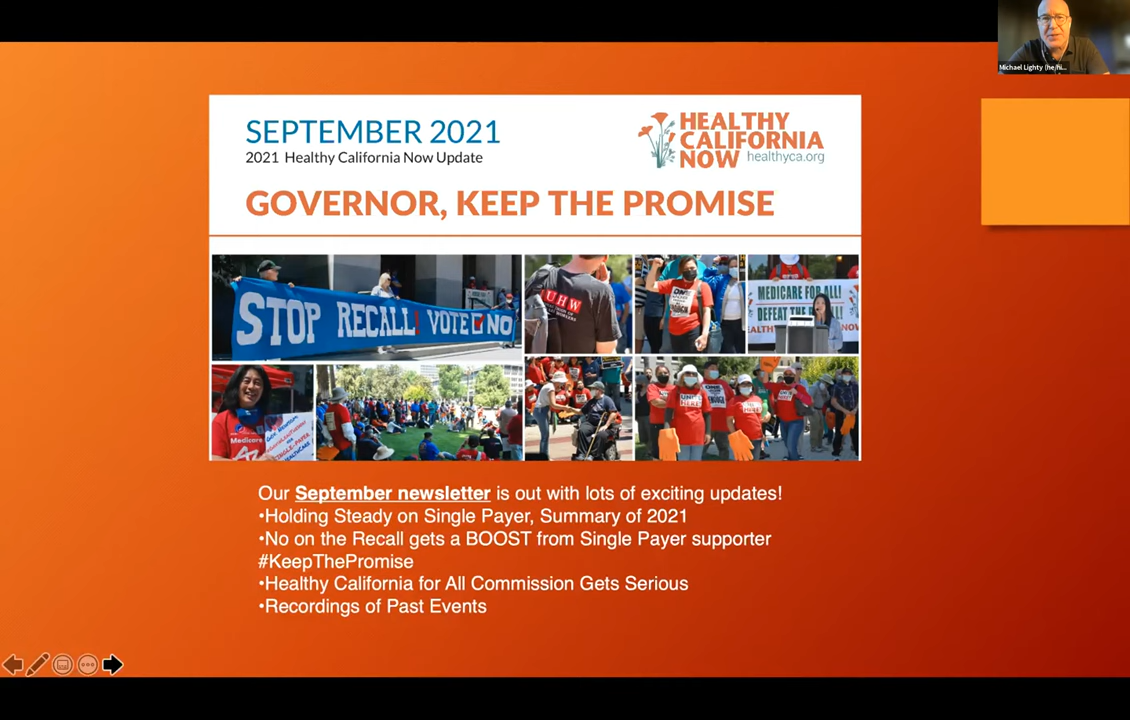 Michael Lighty (he/hi...
SEPTEMBER 2021
2021 Healthy California Now Update
HEALTHY
CALIFORNIA
NOW healthyca.org
GOVERNOR, KEEP THE PROMISE
STOP RECALL! VOTE NO
UHW
MEDICARE FOR ALL!
DEFEAT THE
Medicare
Our September newsletter is out with lots of exciting updates!
•Holding Steady on Single Payer, Summary of 2021
•No on the Recall gets a BOOST from Single Payer supporter
#KeepThePromise
•Healthy California for All Commission Gets Serious
•Recordings of Past Events